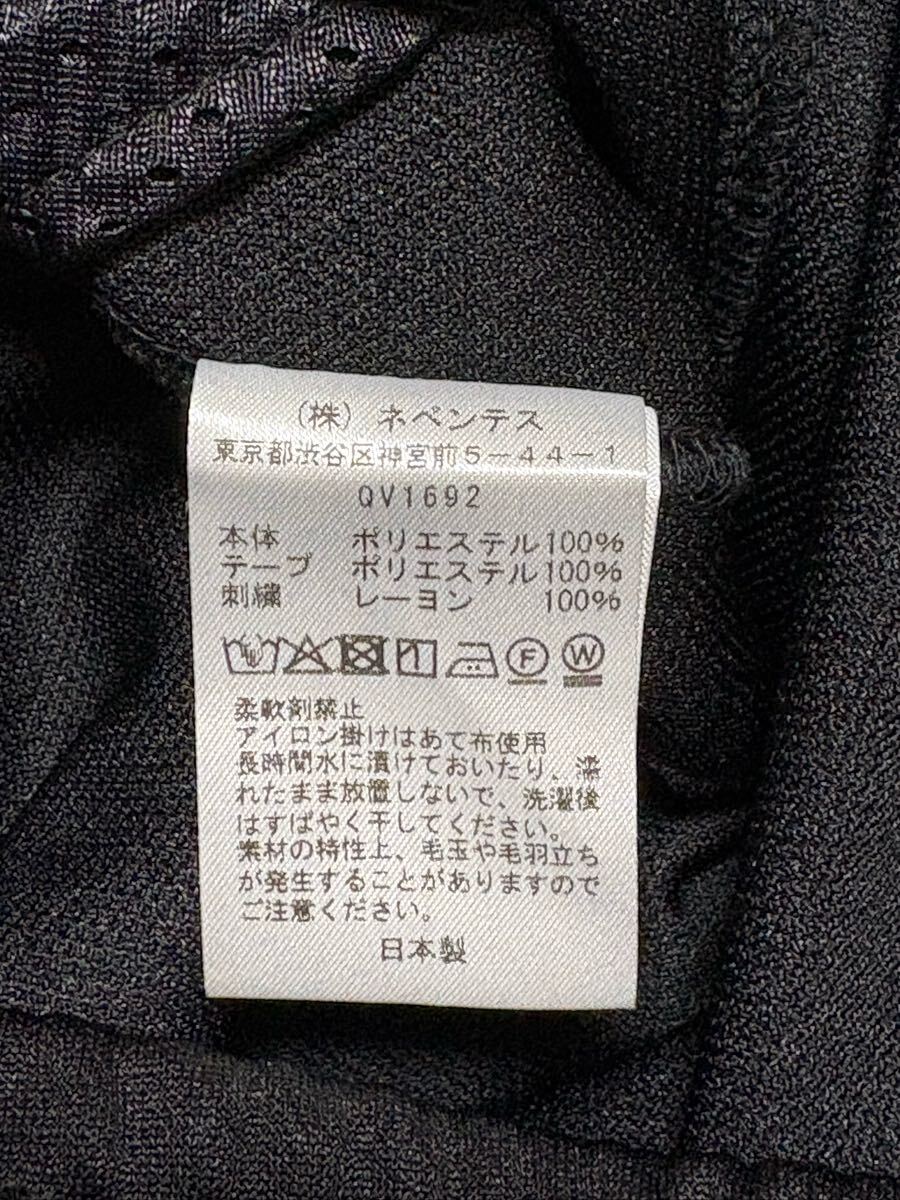 (株) ネペンテス
東京都渋谷区神宮前5-44-1
QV1692
本体 ポリエステル100%
テープ ポリエステル100%
刺繍 レーヨン 100%
F W
柔軟剤禁止
アイロン掛けはあて布使用
長時間水に漬けておいたり、濡
れたまま放置しないで、洗濯後
はすばやく干してください。
素材の特性上、毛玉や毛羽立ち
が発生することがありますので
ご注意ください。
日本製